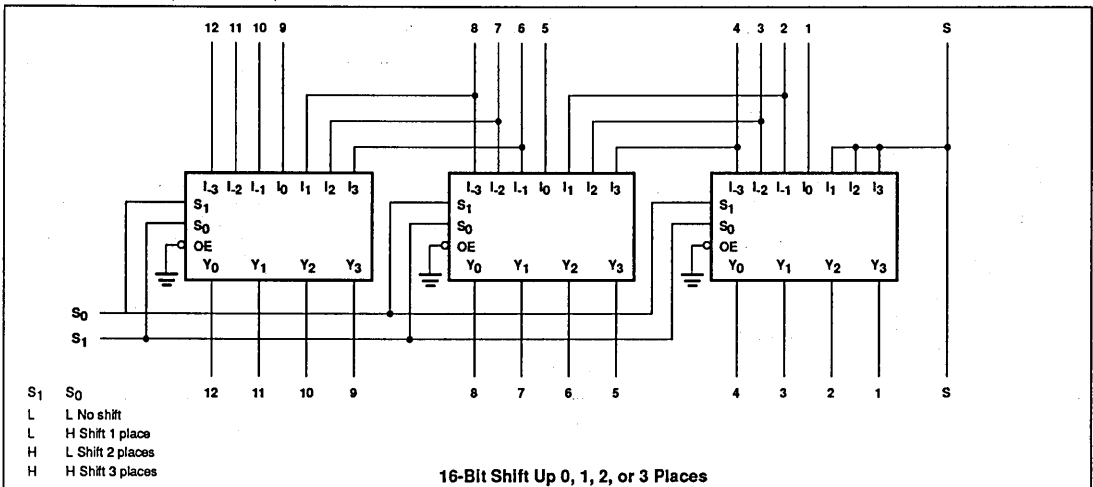 12 11 10 9 8 7 6 5 4 3 2 1 S
I-3 I-2 I-1 I0 I1 I2 I3 I-3 I-2 I-1 I0 I1 I2 I3 I-3 I-2 I-1 I0 I1 I2 I3
S1 S1 S1
S0 S0 S0
OE OE OE
Y0 Y1 Y2 Y3 Y0 Y1 Y2 Y3 Y0 Y1 Y2 Y3
S0
S1
12 11 10 9 8 7 6 5 4 3 2 1 S
S1 S0
L L No shift
L H Shift 1 place
H L Shift 2 places
H H Shift 3 places
16-Bit Shift Up 0, 1, 2, or 3 Places